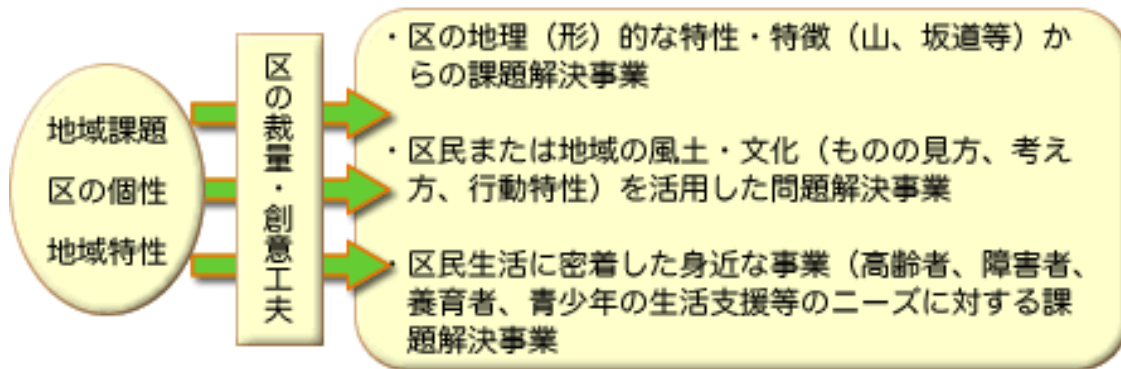 地域課題
区の個性
地域特性
区の裁量・創意工夫
・区の地理（形）的な特性・特徴（山、坂道等）か
らの課題解決事業
・区民または地域の風土・文化（ものの見方、考え
方、行動特性）を活用した問題解決事業
・区民生活に密着した身近な事業（高齢者、障害者、
養育者、青少年の生活支援等のニーズに対する課
題解決事業